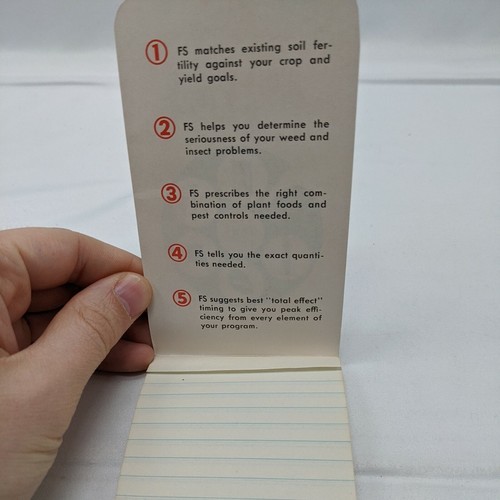 1 FS matches existing soil fer-
tility against your crop and
yield goals.
2 FS helps you determine the
seriousness of your weed and
insect problems.
3 FS prescribes the right com-
bination of plant foods and
pest controls needed.
4 FS tells you the exact quanti-
ties needed.
5 FS suggests best "total effect"
timing to give you peak effi-
ciency from every element of
your program.